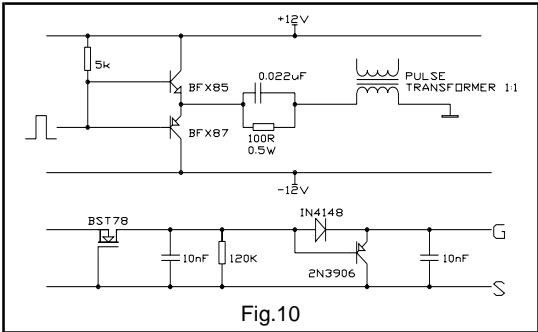 +12V
5k
BFX85
0.022uF
PULSE
TRANSFORMER 1:1
BFX87
100R
0.5W
-12V
BST78
IN4148
G
10nF
120K
2N3906
10nF
S
Fig.10